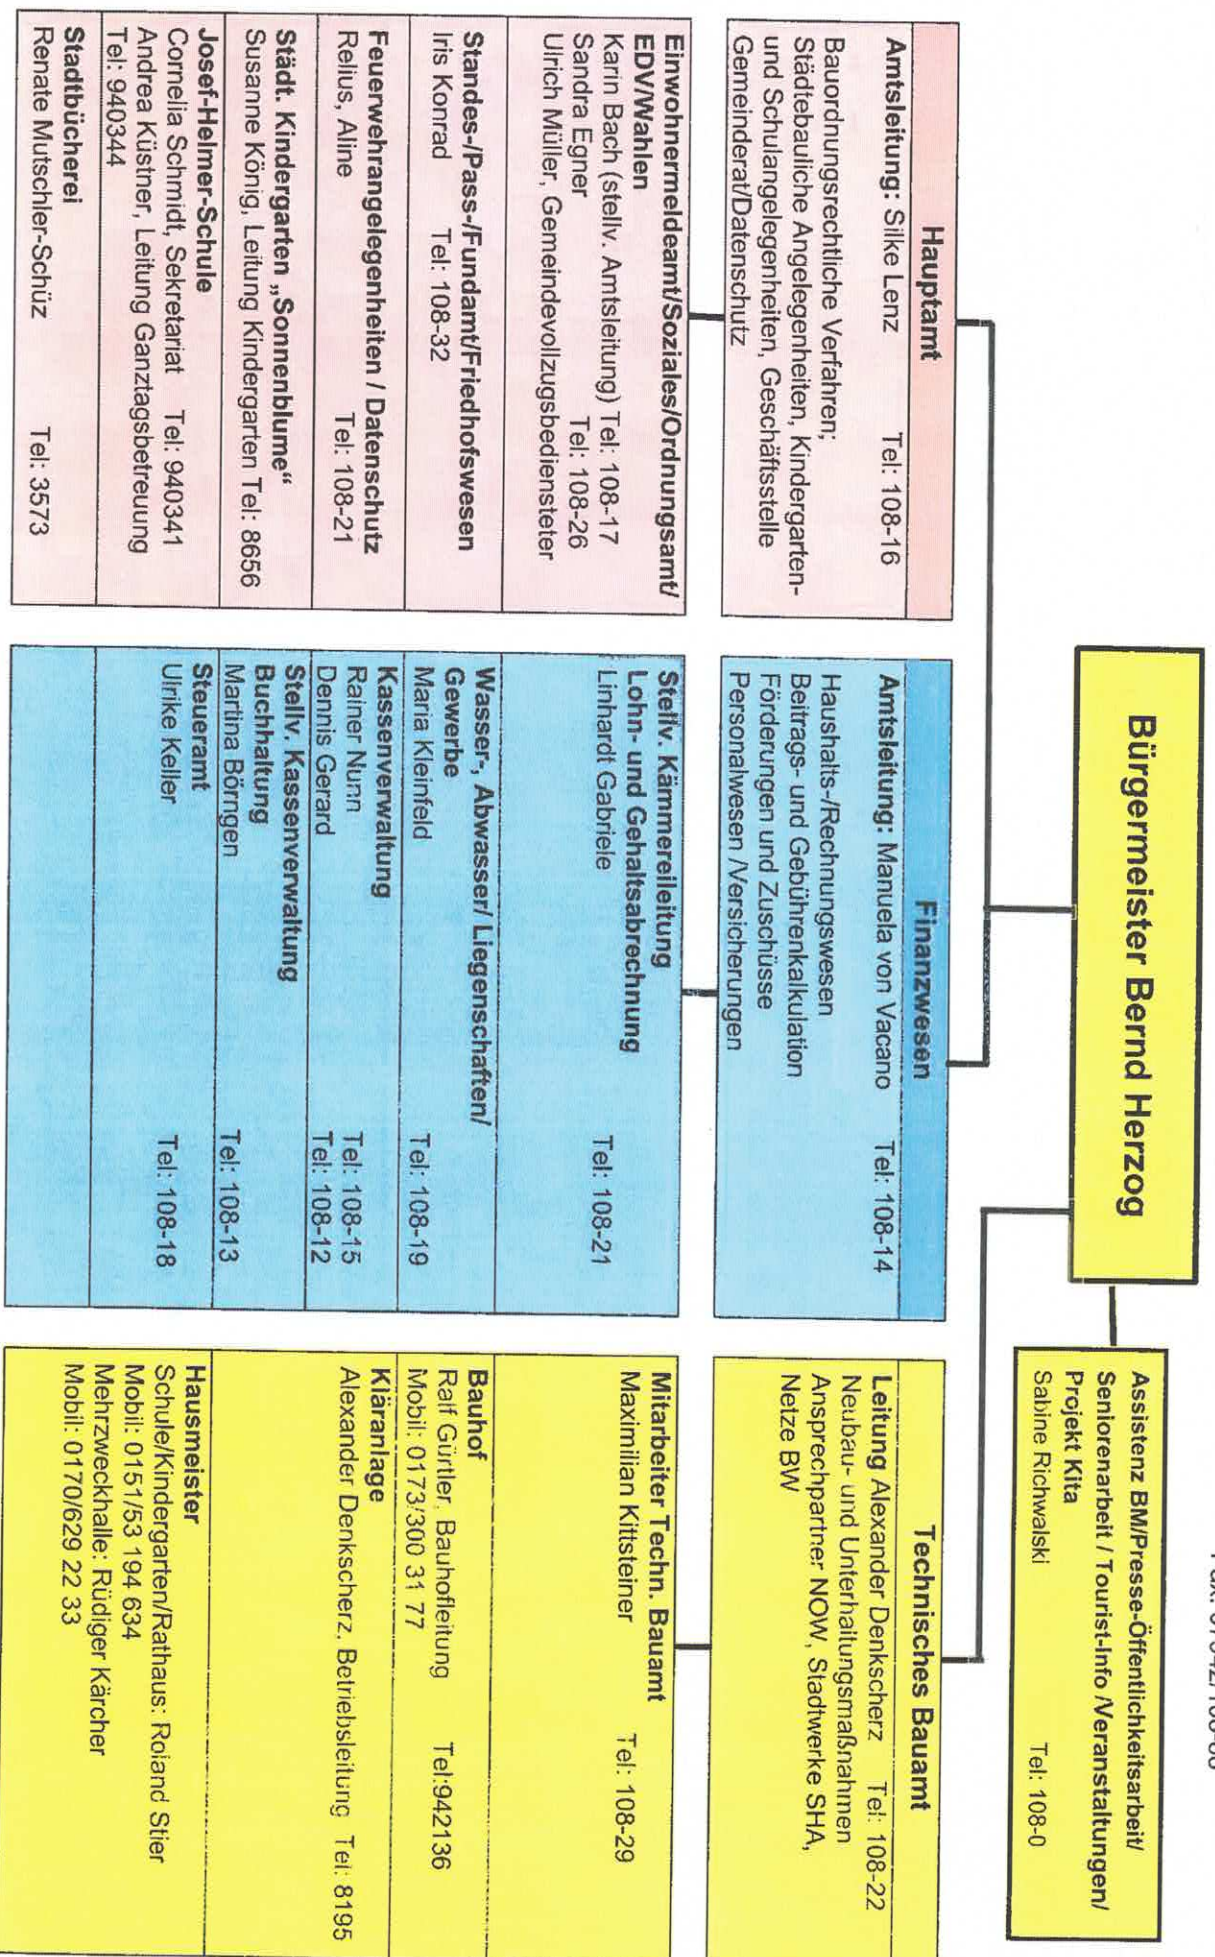 Bürgermeister Bernd Herzog
Assistenz BM/Presse-Öffentlichkeitsarbeit/
Seniorenarbeit / Tourist-Info /Veranstaltungen/
Projekt Kita
Sabine Richwalski Tel: 108-0
Hauptamt
Amtsleitung: Silke Lenz Tel: 108-16
Bauordnungsrechtliche Verfahren;
Städtebauliche Angelegenheiten, Kindergarten-
und Schulangelegenheiten, Geschäftsstelle
Gemeinderat/Datenschutz
Einwohnermeldeamt/Soziales/Ordnungsamt/
EDV/Wahlen
Karin Bach (stellv. Amtsleitung) Tel: 108-17
Sandra Egner Tel: 108-26
Ulrich Müller, Gemeindevollzugsbediensteter
Standes-/Pass-/Fundamt/Friedhofswesen
Iris Konrad Tel: 108-32
Feuerwehrangelegenheiten / Datenschutz
Relius, Aline Tel: 108-21
Städt. Kindergarten „Sonnenblume“
Susanne König, Leitung Kindergarten Tel: 8656
Josef-Helmer-Schule
Cornelia Schmidt, Sekretariat Tel: 940341
Andrea Küstner, Leitung Ganztagsbetreuung
Tel: 940344
Stadtbücherei
Renate Mutschler-Schüz Tel: 3573
Finanzwesen
Amtsleitung: Manuela von Vacano Tel: 108-14
Haushalts-/Rechnungswesen
Beitrags- und Gebührenkalkulation
Förderungen und Zuschüsse
Personalwesen /Versicherungen
Stellv. Kämmereileitung
Lohn- und Gehaltsabrechnung
Linhardt Gabriele Tel: 108-21
Wasser-, Abwasser/ Liegenschaften/
Gewerbe
Maria Kleinfeld Tel: 108-19
Kassenverwaltung
Rainer Nunn Tel: 108-15
Dennis Gerard Tel: 108-12
Stellv. Kassenverwaltung
Buchhaltung
Martina Börngen Tel: 108-13
Steueramt
Ulrike Keller Tel: 108-18
Technisches Bauamt
Leitung Alexander Denkscherz Tel: 108-22
Neubau- und Unterhaltungsmaßnahmen
Ansprechpartner NOW, Stadtwerke SHA,
Netze BW
Mitarbeiter Techn. Bauamt
Maximilian Kittsteiner Tel: 108-29
Bauhof
Ralf Gürtler, Bauhofleitung Tel:942136
Mobil: 0173/300 31 77
Kläranlage
Alexander Denkscherz, Betriebsleitung Tel: 8195
Hausmeister
Schule/Kindergarten/Rathaus: Roland Stier
Mobil: 0151/53 194 634
Mehrzweckhalle: Rüdiger Kärcher
Mobil: 0170/629 22 33